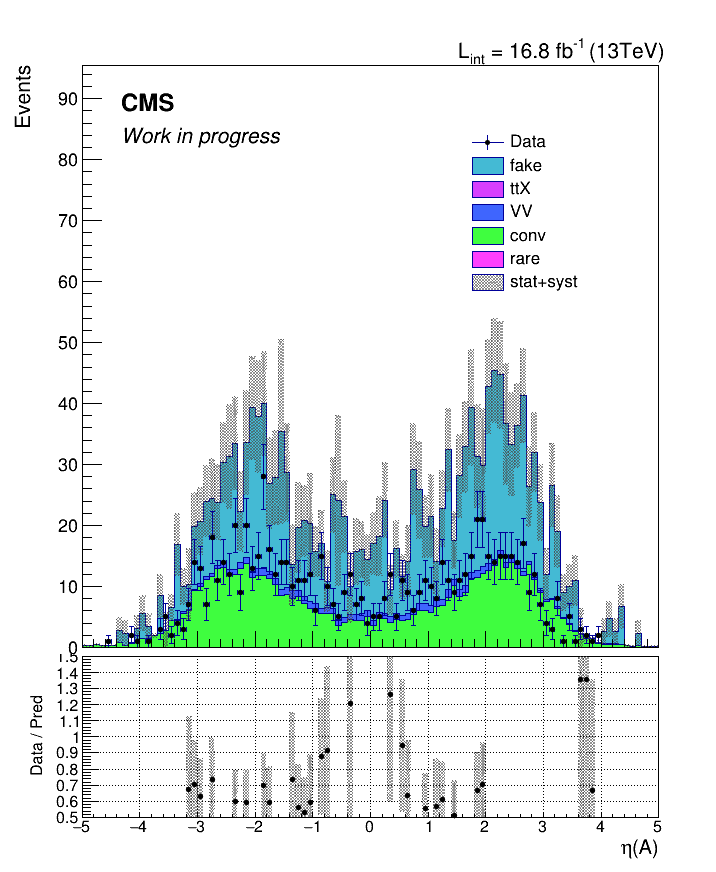 L_int = 16.8 fb^-1 (13TeV)
Events
CMS
Work in progress
Data
fake
ttX
VV
conv
rare
stat+syst
90
80
70
60
50
40
30
20
10
0
Data / Pred
1.5
1.4
1.3
1.2
1.1
1
0.9
0.8
0.7
0.6
0.5
−5 −4 −3 −2 −1 0 1 2 3 4 5
η(A)